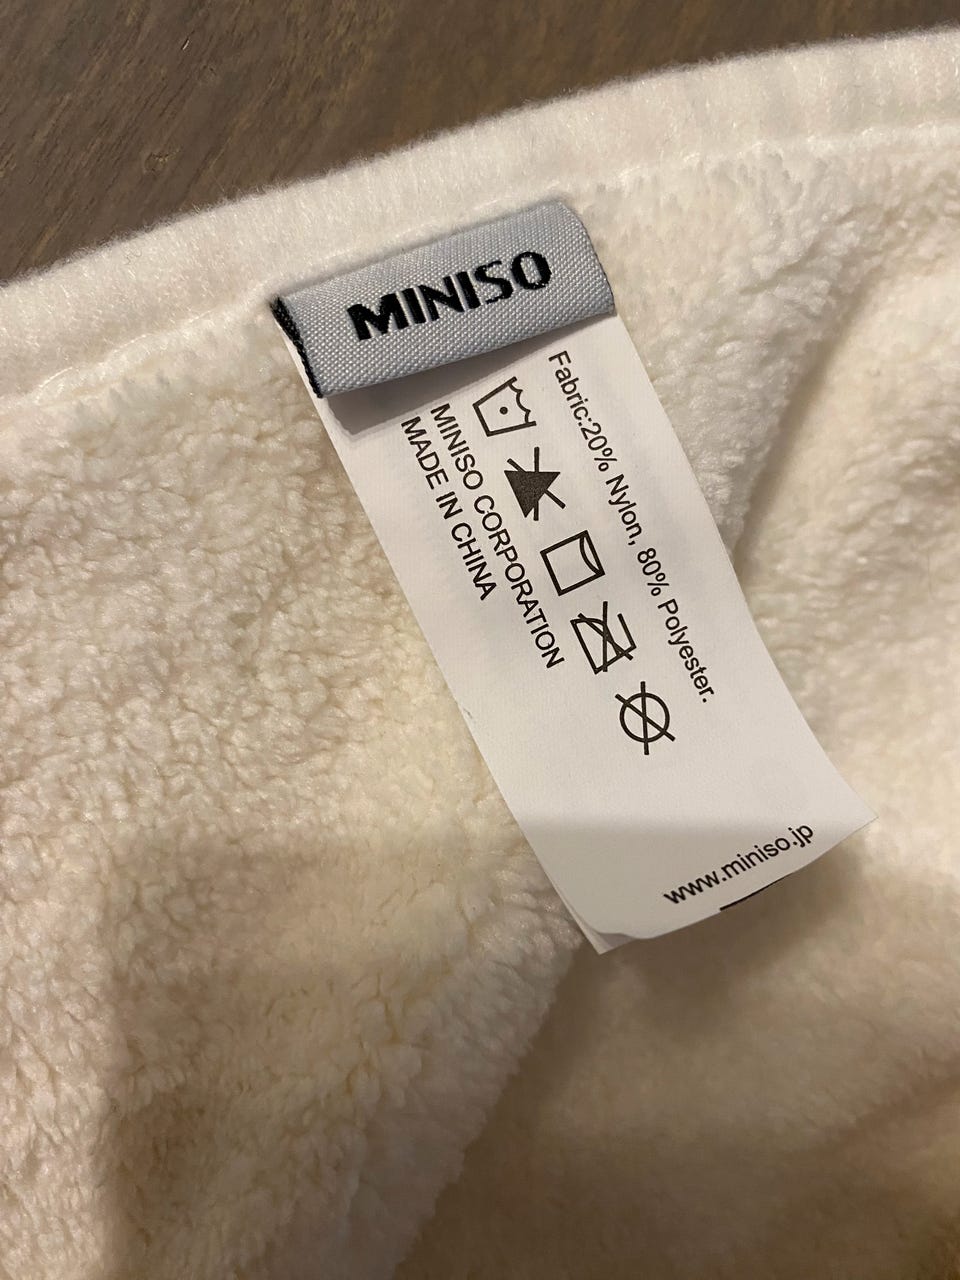 MINISO
Fabric:20% Nylon, 80% Polyester.
MINISO CORPORATION
MADE IN CHINA
www.miniso.jp